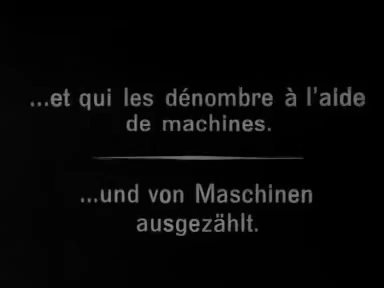 ...et qui les dénombre à l'aide
de machines.
...und von Maschinen
ausgezählt.